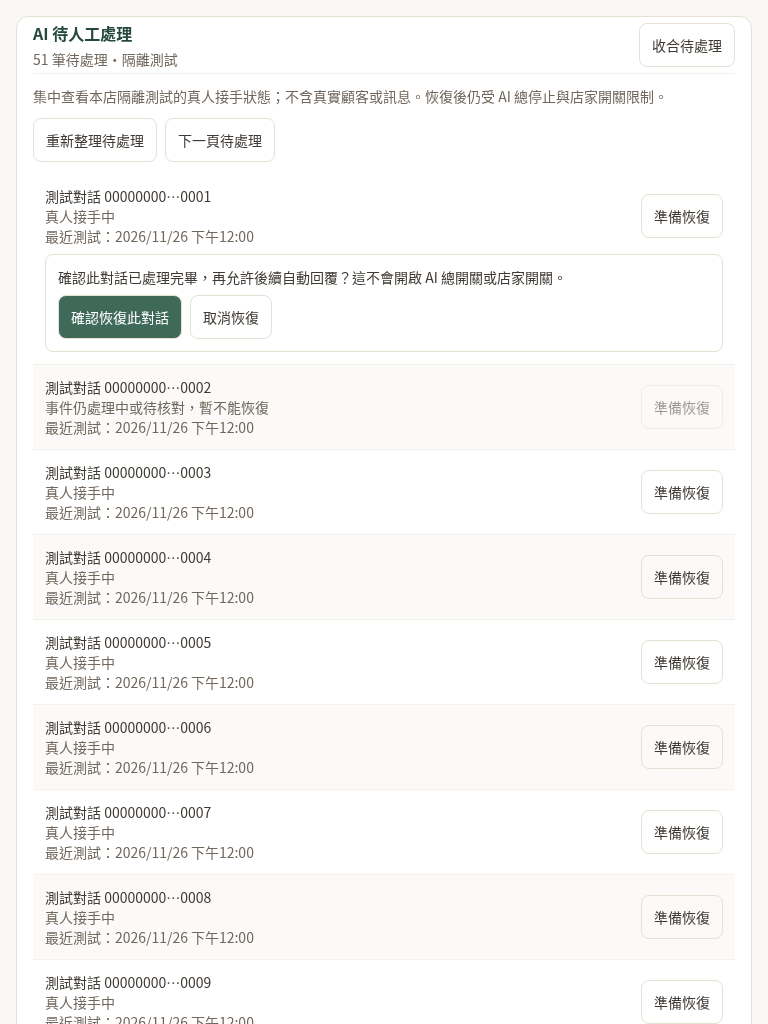 AI 待人工處理
51 筆待處理・隔離測試
收合待處理
集中查看本店隔離測試的真人接手狀態；不含真實顧客或訊息。恢復後仍受 AI 總停止與店家開關限制。
重新整理待處理
下一頁待處理
測試對話 00000000…0001
真人接手中
最近測試：2026/11/26 下午12:00
準備恢復
確認此對話已處理完畢，再允許後續自動回覆？這不會開啟 AI 總開關或店家開關。
確認恢復此對話
取消恢復
測試對話 00000000…0002
事件仍處理中或待核對，暫不能恢復
最近測試：2026/11/26 下午12:00
準備恢復
測試對話 00000000…0003
真人接手中
最近測試：2026/11/26 下午12:00
準備恢復
測試對話 00000000…0004
真人接手中
最近測試：2026/11/26 下午12:00
準備恢復
測試對話 00000000…0005
真人接手中
最近測試：2026/11/26 下午12:00
準備恢復
測試對話 00000000…0006
真人接手中
最近測試：2026/11/26 下午12:00
準備恢復
測試對話 00000000…0007
真人接手中
最近測試：2026/11/26 下午12:00
準備恢復
測試對話 00000000…0008
真人接手中
最近測試：2026/11/26 下午12:00
準備恢復
測試對話 00000000…0009
真人接手中
最近測試：2026/11/26 下午12:00
準備恢復